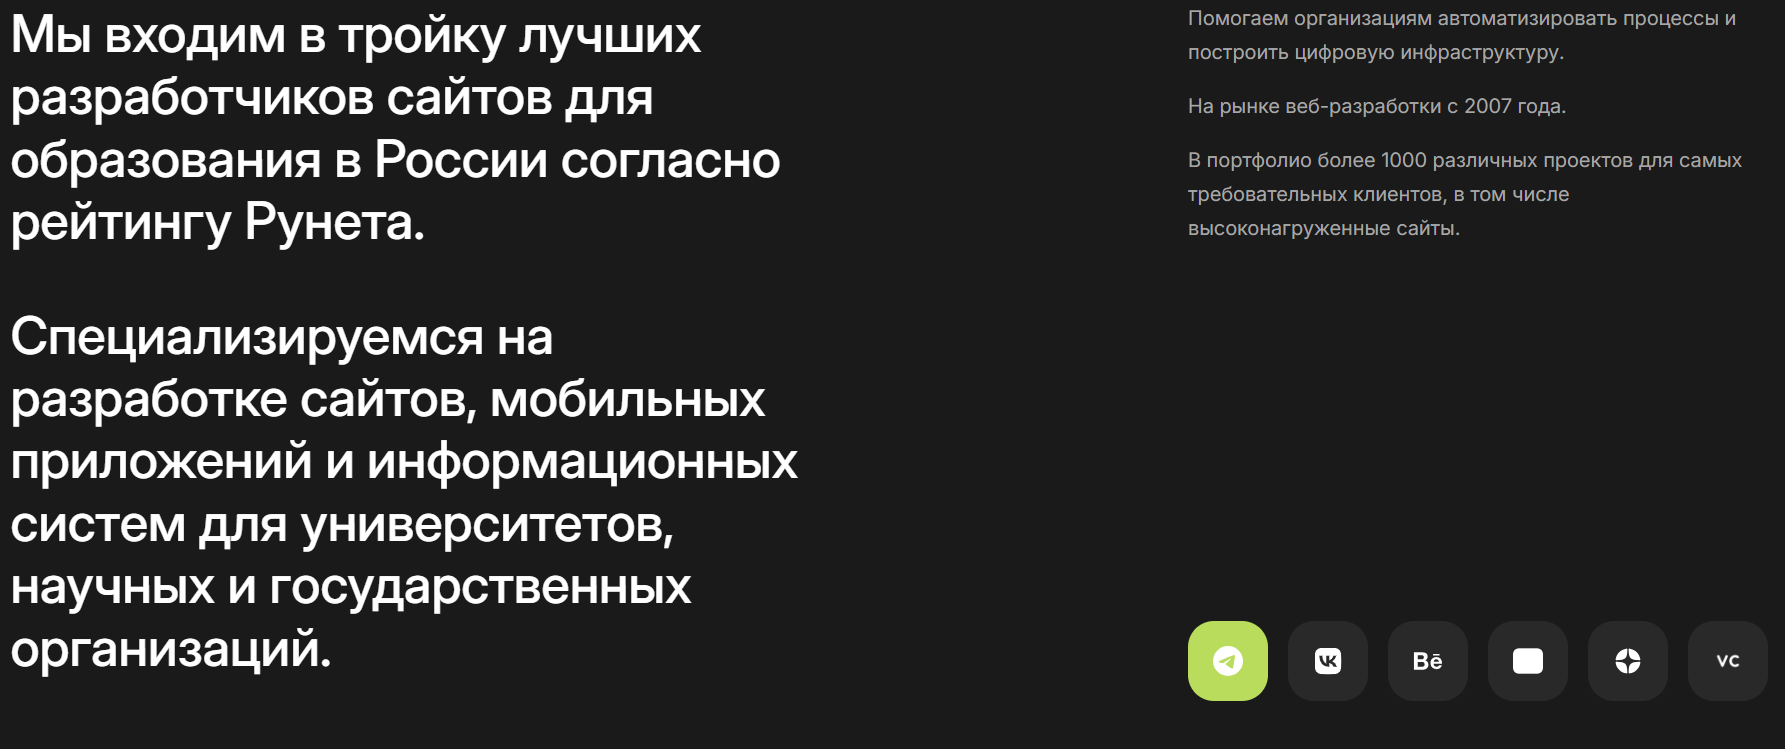 Мы входим в тройку лучших
разработчиков сайтов для
образования в России согласно
рейтингу Рунета.
Специализируемся на
разработке сайтов, мобильных
приложений и информационных
систем для университетов,
научных и государственных
организаций.
Помогаем организациям автоматизировать процессы и
построить цифровую инфраструктуру.
На рынке веб-разработки с 2007 года.
В портфолио более 1000 различных проектов для самых
требовательных клиентов, в том числе
высоконагруженные сайты.
Bē
vc